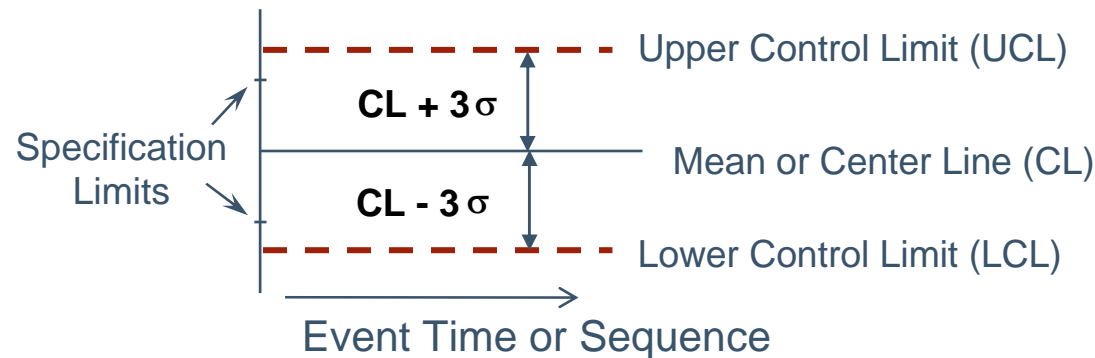 Upper Control Limit (UCL)
CL + 3σ
Specification
Limits
Mean or Center Line (CL)
CL - 3σ
Lower Control Limit (LCL)
Event Time or Sequence